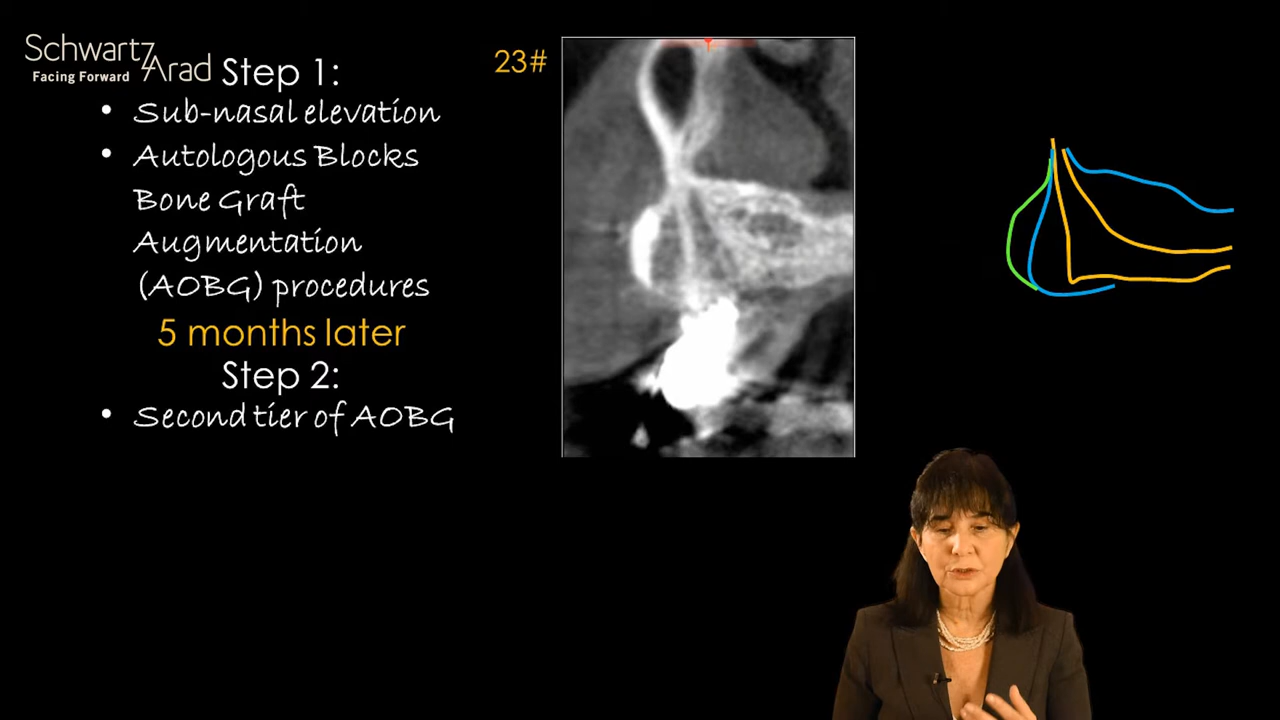 Schwartz
Arad
Facing Forward
Step 1:
• Sub-nasal elevation
• Autologous Blocks
Bone Graft
Augmentation
(AOBG) procedures
5 months later
Step 2:
• Second tier of AOBG
23#